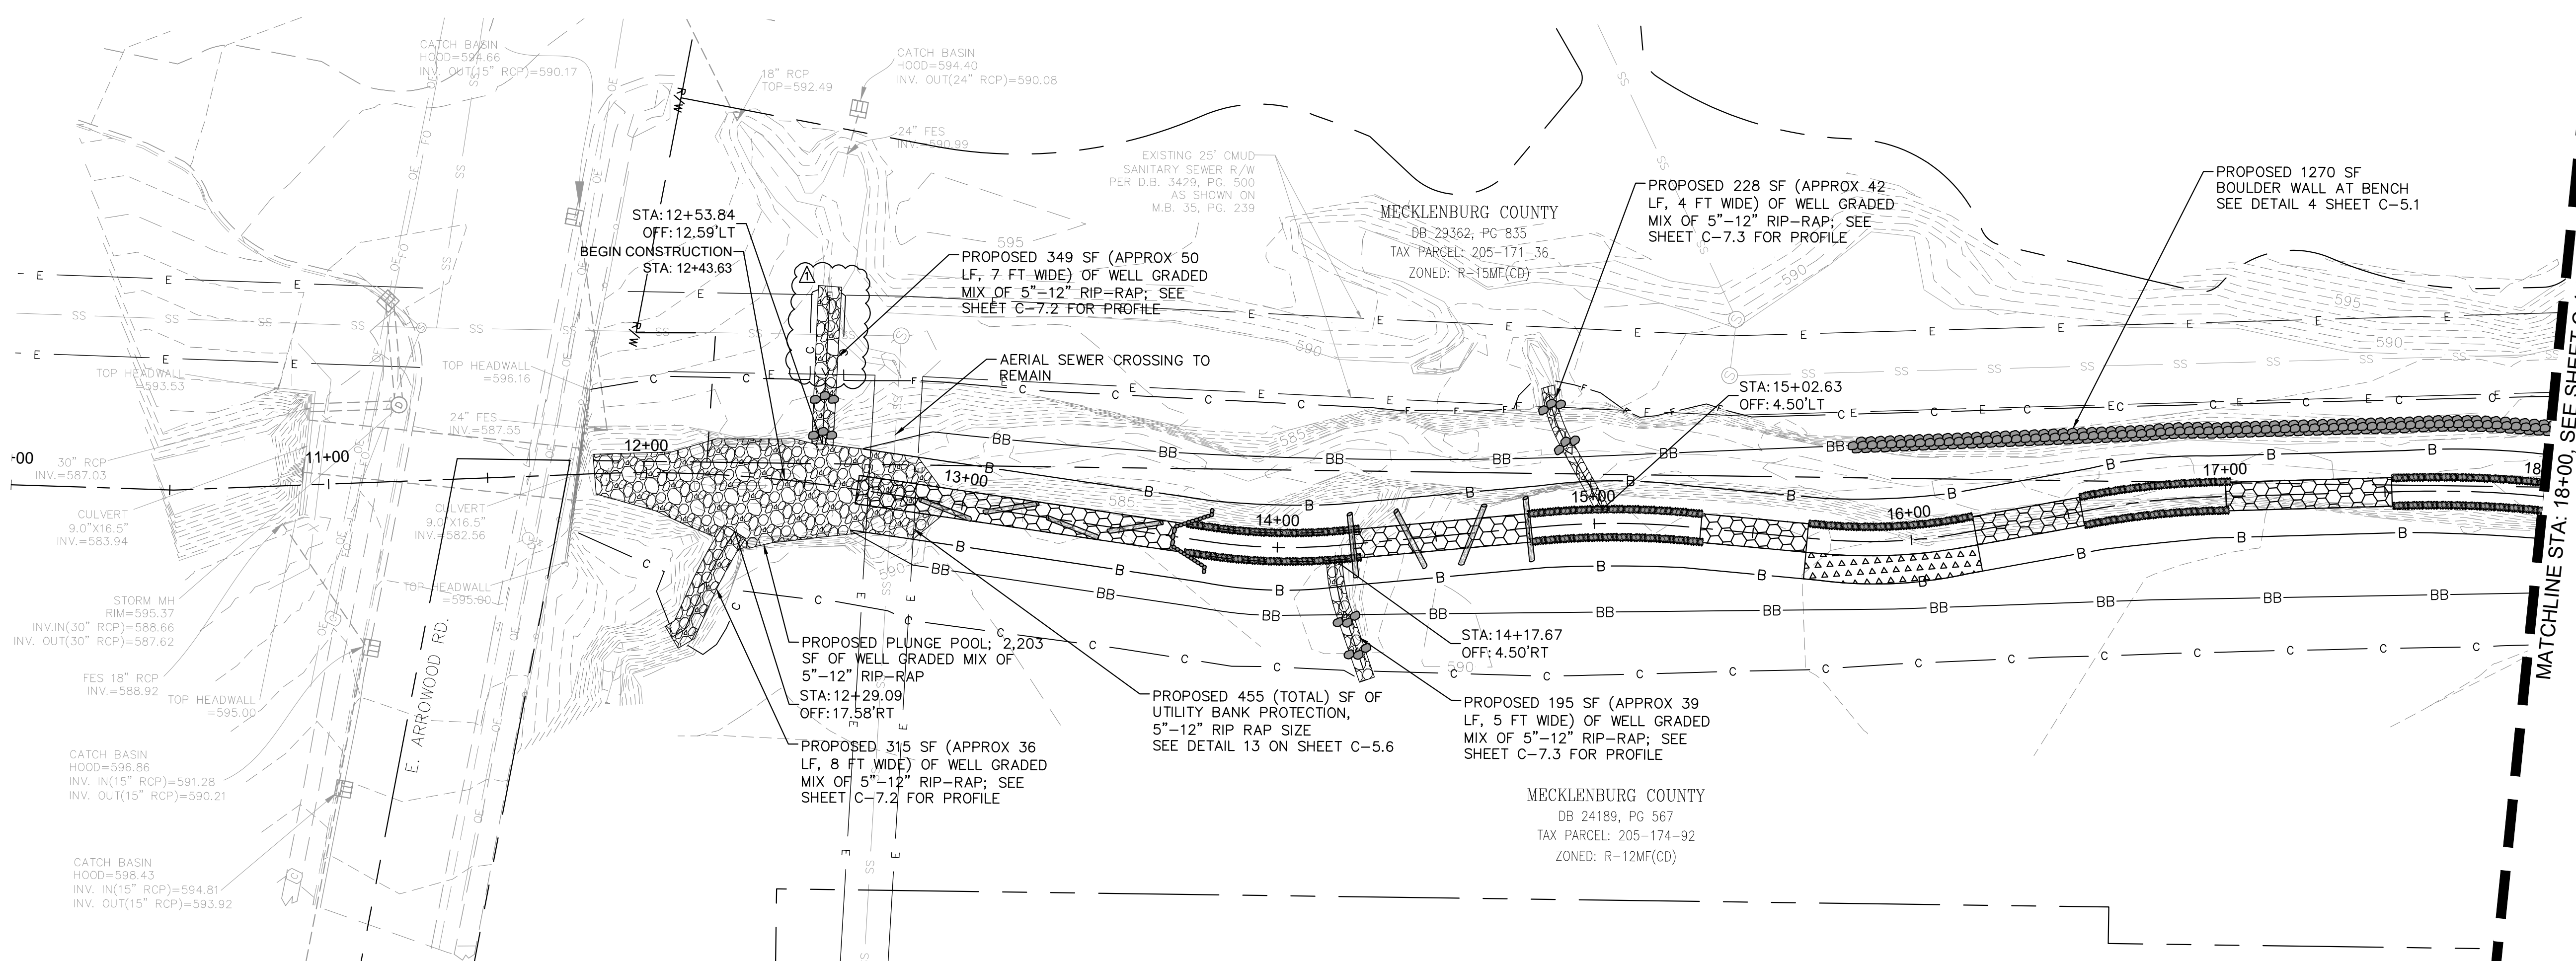 CATCH BASIN
HOOD=594.66
INV. OUT(15" RCP)=590.17
18" RCP
TOP=592.49
CATCH BASIN
HOOD=594.40
INV. OUT(24" RCP)=590.08
24" FES
INV.=590.99
EXISTING 25' CMUD
SANITARY SEWER R/W
PER D.B. 3429, PG. 500
AS SHOWN ON
M.B. 35, PG. 239
MECKLENBURG COUNTY
DB 29362, PG 835
TAX PARCEL: 205-171-36
ZONED: R-15MF(CD)
PROPOSED 228 SF (APPROX 42
LF, 4 FT WIDE) OF WELL GRADED
MIX OF 5"-12" RIP-RAP; SEE
SHEET C-7.3 FOR PROFILE
PROPOSED 1270 SF
BOULDER WALL AT BENCH
SEE DETAIL 4 SHEET C-5.1
STA:12+53.84
OFF:12.59'LT
BEGIN CONSTRUCTION
STA: 12+43.63
PROPOSED 349 SF (APPROX 50
LF, 7 FT WIDE) OF WELL GRADED
MIX OF 5"-12" RIP-RAP; SEE
SHEET C-7.2 FOR PROFILE
AERIAL SEWER CROSSING TO
REMAIN
STA:15+02.63
OFF:4.50'LT
TOP HEADWALL
=593.53
TOP HEADWALL
=596.16
24" FES
INV.=587.55
30" RCP
INV.=587.03
CULVERT
9.0"X16.5"
INV.=583.94
CULVERT
9.0"X16.5"
INV.=582.56
+00
11+00
12+00
13+00
14+00
15+00
16+00
17+00
18
595
590
585
590
595
590
585
590
590
TOP HEADWALL
=595.00
STORM MH
RIM=595.37
INV.IN(30" RCP)=588.66
INV. OUT(30" RCP)=587.62
FES 18" RCP
INV.=588.92
TOP HEADWALL
=595.00
CATCH BASIN
HOOD=596.86
INV. IN(15" RCP)=591.28
INV. OUT(15" RCP)=590.21
CATCH BASIN
HOOD=598.43
INV. IN(15" RCP)=594.81
INV. OUT(15" RCP)=593.92
E. ARROWOOD RD.
PROPOSED PLUNGE POOL; 2,203
SF OF WELL GRADED MIX OF
5"-12" RIP-RAP
STA:12+29.09
OFF:17.58'RT
PROPOSED 315 SF (APPROX 36
LF, 8 FT WIDE) OF WELL GRADED
MIX OF 5"-12" RIP-RAP; SEE
SHEET C-7.2 FOR PROFILE
PROPOSED 455 (TOTAL) SF OF
UTILITY BANK PROTECTION,
5"-12" RIP RAP SIZE
SEE DETAIL 13 ON SHEET C-5.6
STA:14+17.67
OFF:4.50'RT
PROPOSED 195 SF (APPROX 39
LF, 5 FT WIDE) OF WELL GRADED
MIX OF 5"-12" RIP-RAP; SEE
SHEET C-7.3 FOR PROFILE
MECKLENBURG COUNTY
DB 24189, PG 567
TAX PARCEL: 205-174-92
ZONED: R-12MF(CD)
MATCHLINE STA: 18+00, SEE SHEET C